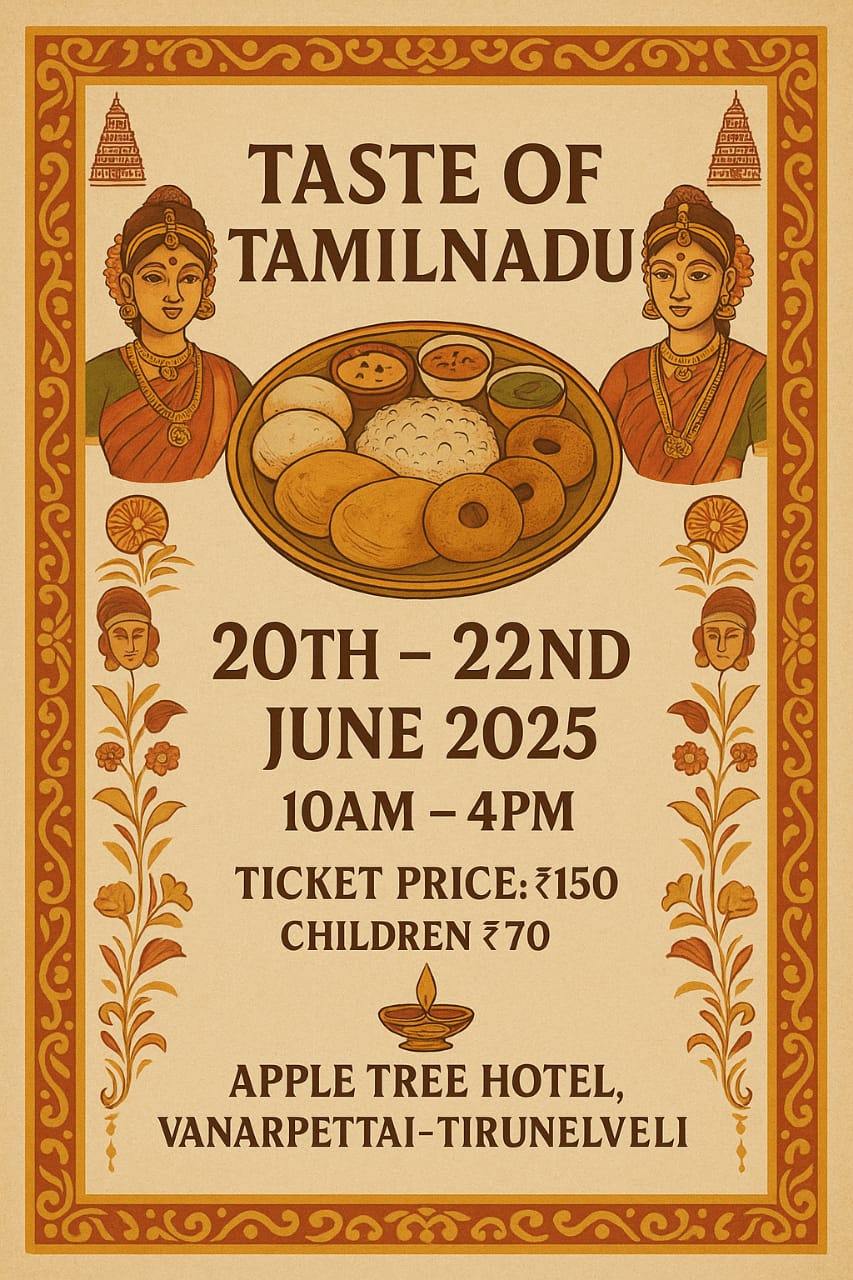 TASTE OF
TAMILNADU
20TH – 22ND
JUNE 2025
10AM – 4PM
TICKET PRICE: ₹150
CHILDREN ₹70
APPLE TREE HOTEL,
VANARPETTAI-TIRUNELVELI